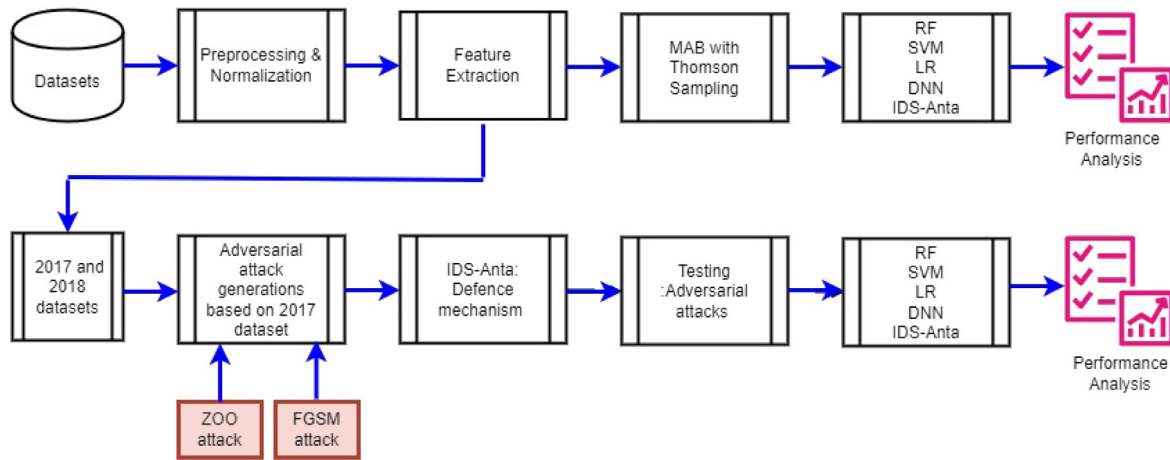 Datasets
Preprocessing &
Normalization
Feature
Extraction
MAB with
Thomson
Sampling
RF
SVM
LR
DNN
IDS-Anta
Performance
Analysis
2017 and
2018
datasets
Adversarial
attack
generations
based on 2017
dataset
IDS-Anta:
Defence
mechanism
Testing
:Adversarial
attacks
RF
SVM
LR
DNN
IDS-Anta
Performance
Analysis
ZOO
attack
FGSM
attack